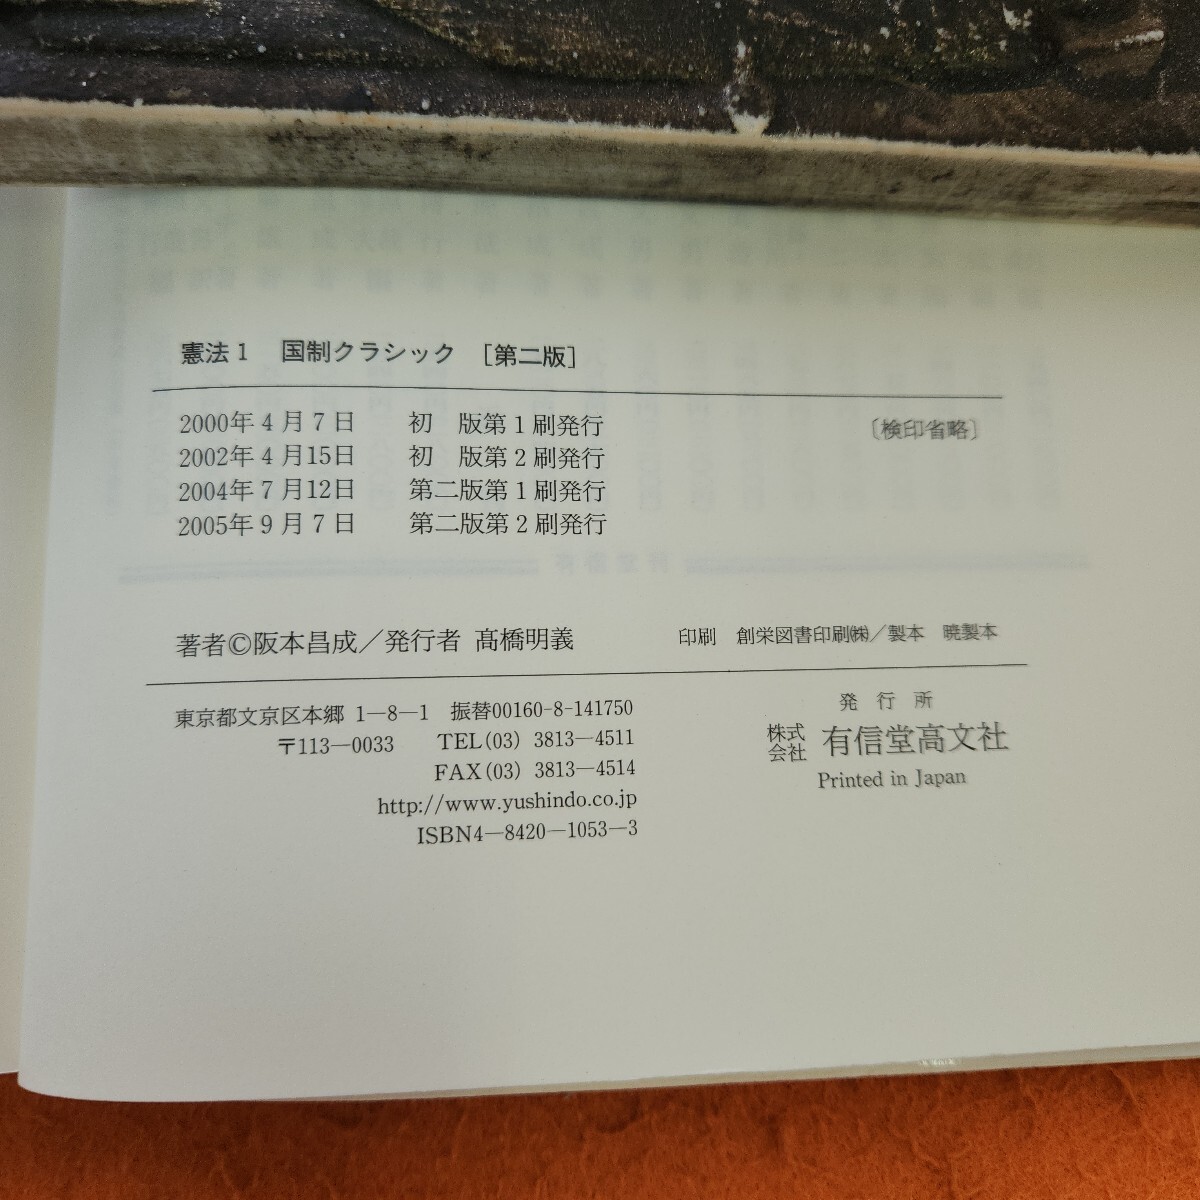 憲法1 国制クラシック [第二版]
2000年4月7日 初 版第1刷発行
〔検印省略〕
2002年4月15日 初 版第2刷発行
2004年7月12日 第二版第1刷発行
2005年9月7日 第二版第2刷発行
著者©阪本昌成/発行者 髙橋明義
印刷 創栄図書印刷㈱/製本 暁製本
東京都文京区本郷 1—8—1 振替00160-8-141750
〒113—0033 TEL(03) 3813—4511
FAX(03) 3813—4514
http://www.yushindo.co.jp
ISBN4—8420—1053—3
発 行 所
株式会社 有信堂高文社
Printed in Japan